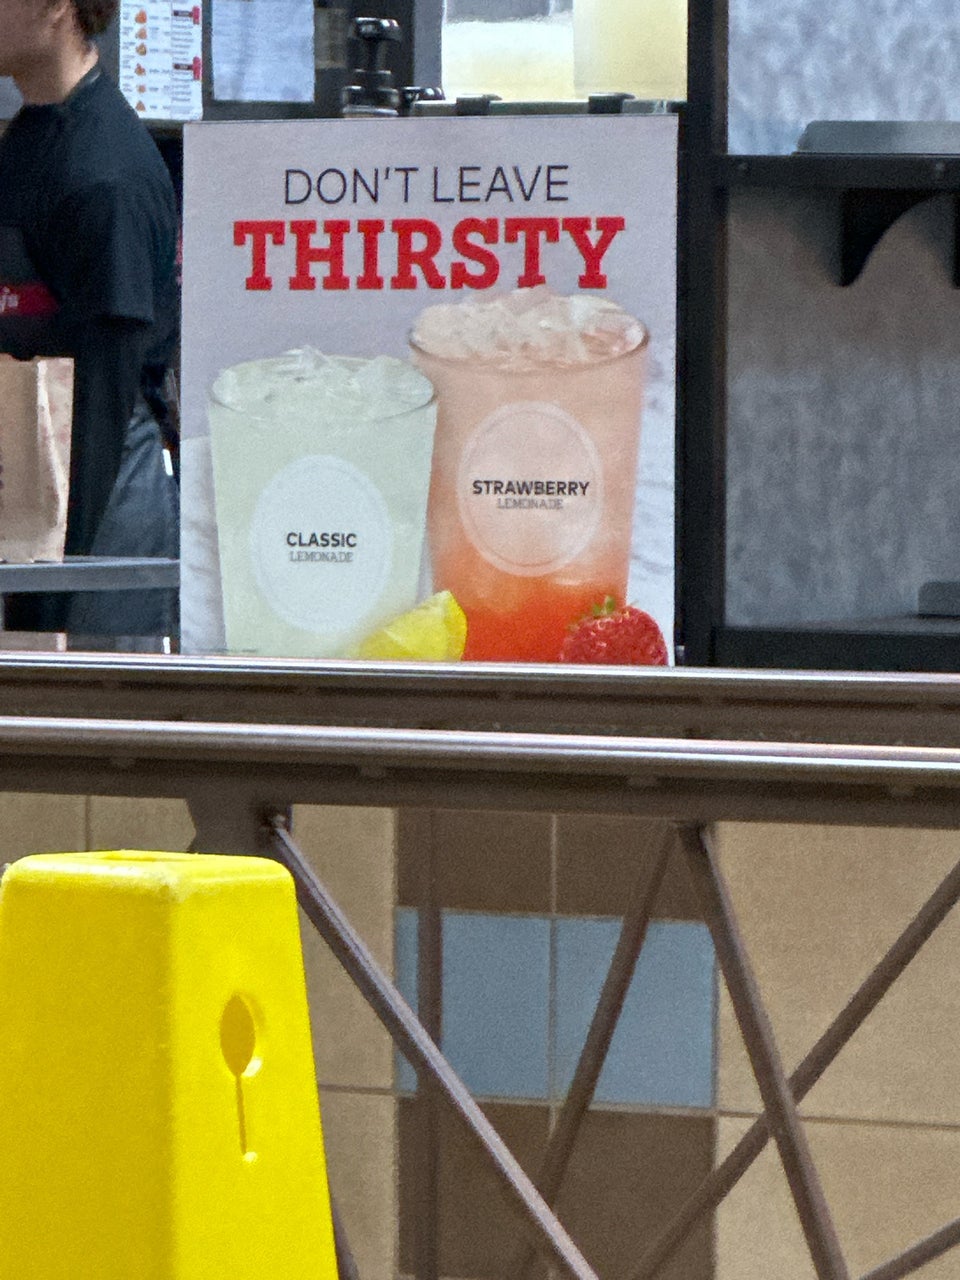 DON'T LEAVE
THIRSTY
CLASSIC
LEMONADE
STRAWBERRY
LEMONADE